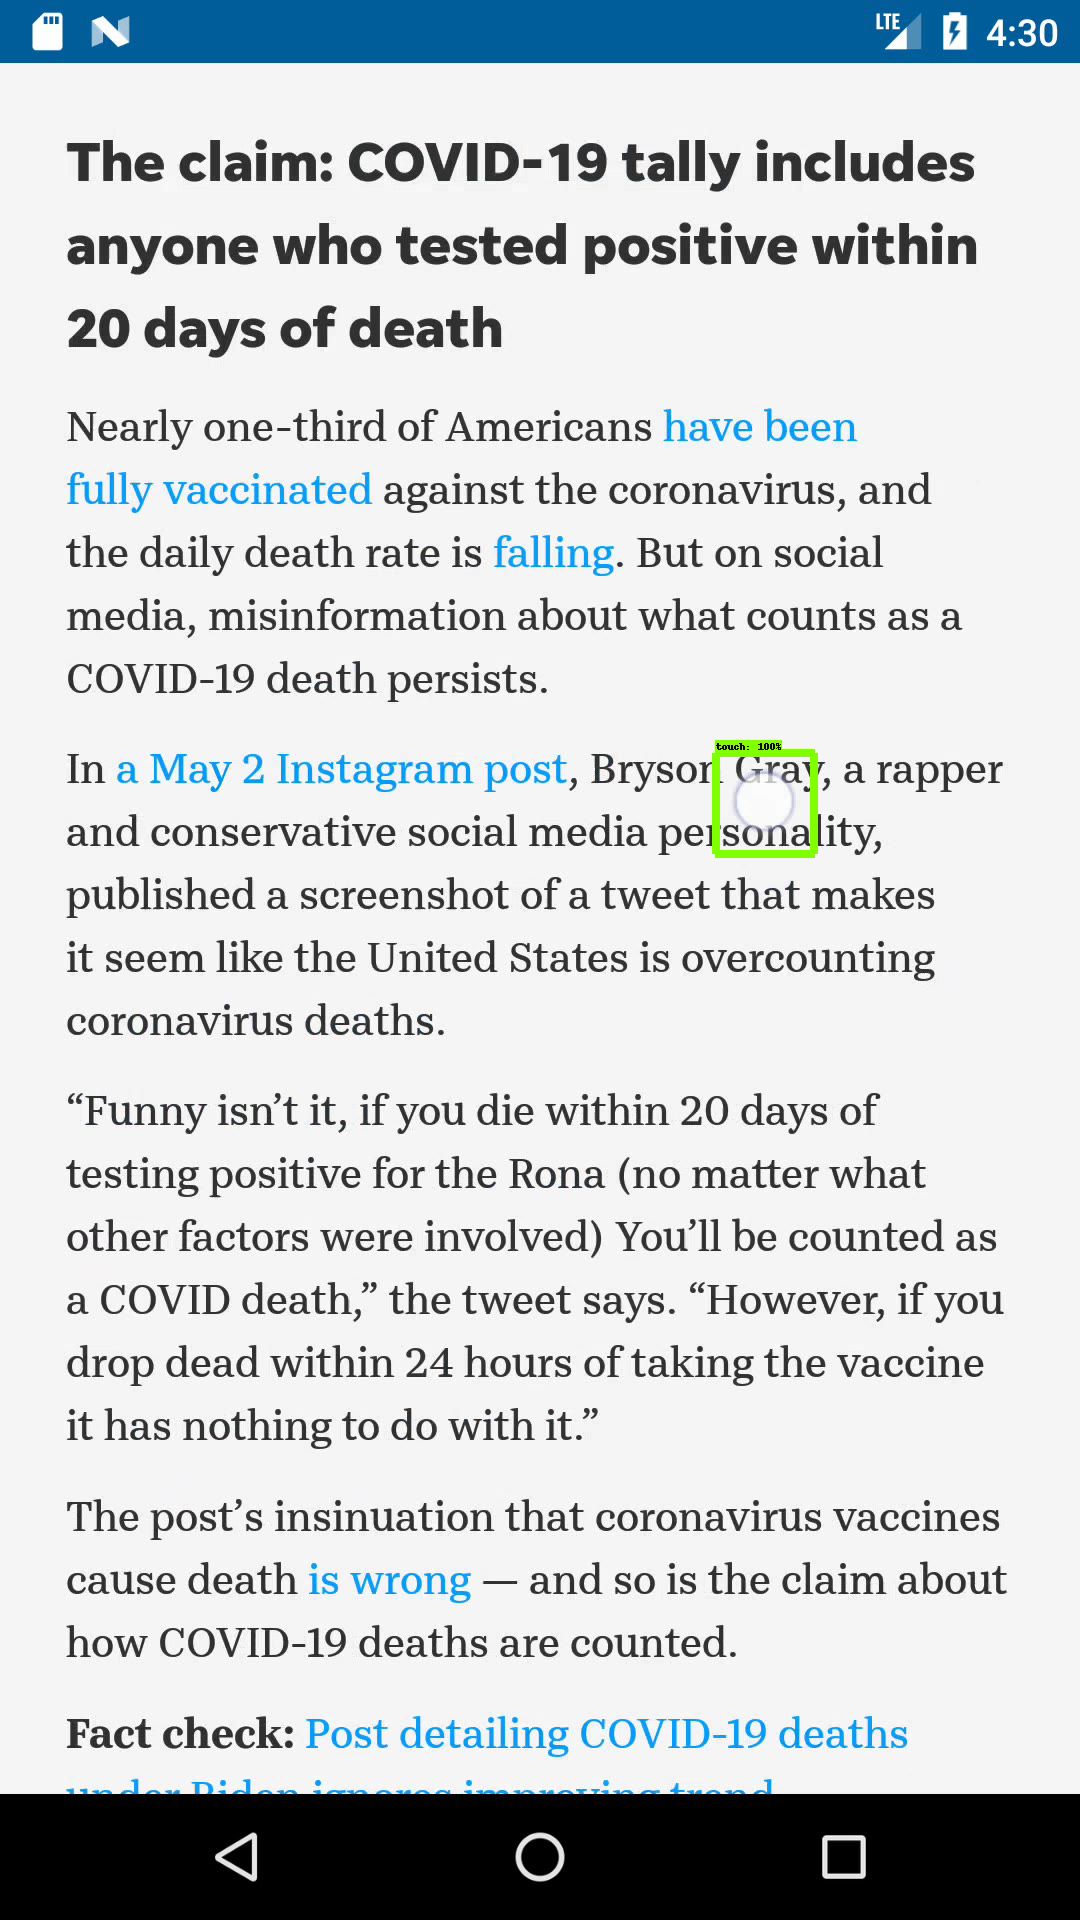 LTE 4:30
The claim: COVID-19 tally includes
anyone who tested positive within
20 days of death
Nearly one-third of Americans have been
fully vaccinated against the coronavirus, and
the daily death rate is falling. But on social
media, misinformation about what counts as a
COVID-19 death persists.
touch: 100%
In a May 2 Instagram post, Bryson Gray, a rapper
and conservative social media personality,
published a screenshot of a tweet that makes
it seem like the United States is overcounting
coronavirus deaths.
“Funny isn’t it, if you die within 20 days of
testing positive for the Rona (no matter what
other factors were involved) You’ll be counted as
a COVID death,” the tweet says. “However, if you
drop dead within 24 hours of taking the vaccine
it has nothing to do with it.”
The post’s insinuation that coronavirus vaccines
cause death is wrong — and so is the claim about
how COVID-19 deaths are counted.
Fact check: Post detailing COVID-19 deaths
under Biden ignores improving trend